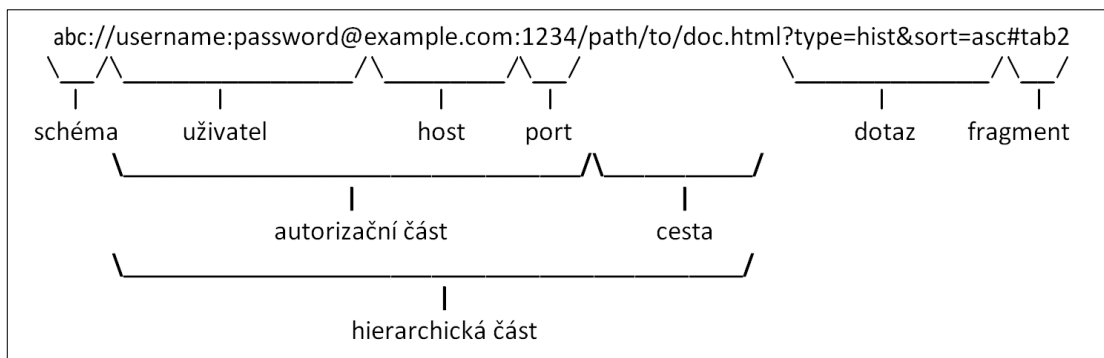 abc://username:password@example.com:1234/path/to/doc.html?type=hist&sort=asc#tab2
schéma uživatel host port dotaz fragment
autorizační část cesta
hierarchická část